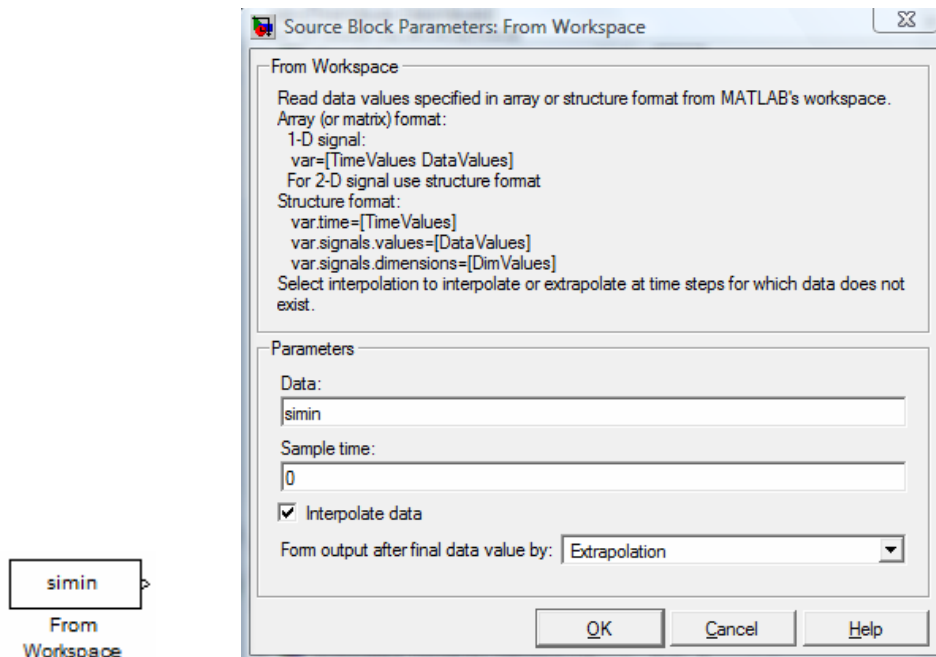 Source Block Parameters: From Workspace
From Workspace
Read data values specified in array or structure format from MATLAB's workspace.
Array (or matrix) format:
1-D signal:
var=[TimeValues DataValues]
For 2-D signal use structure format
Structure format:
var.time=[TimeValues]
var.signals.values=[DataValues]
var.signals.dimensions=[DimValues]
Select interpolation to interpolate or extrapolate at time steps for which data does not
exist.
Parameters
Data:
simin
Sample time:
0
Interpolate data
Form output after final data value by: Extrapolation
OK Cancel Help
simin
From
Workspace